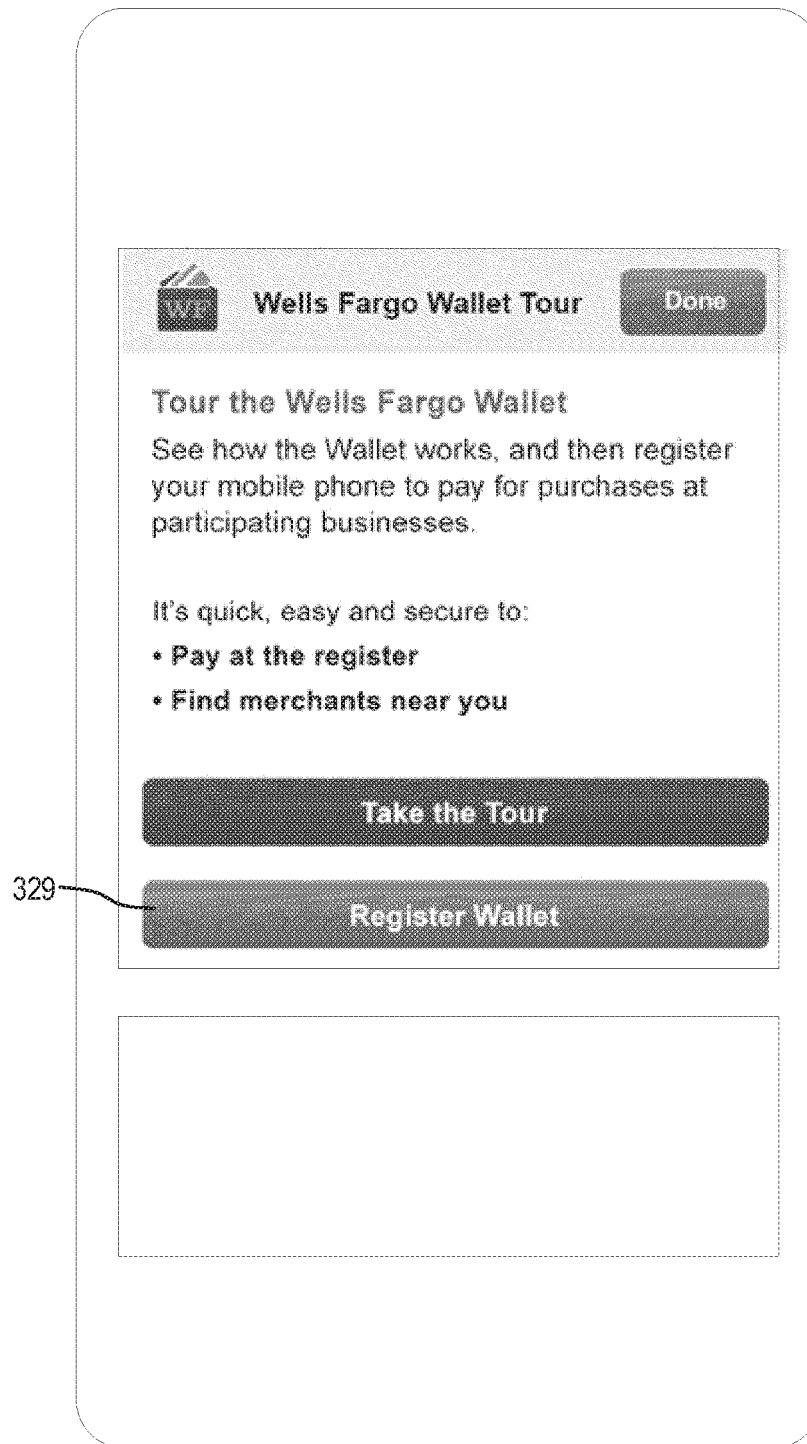 WF
Wells Fargo Wallet Tour
Done
Tour the Wells Fargo Wallet
See how the Wallet works, and then register
your mobile phone to pay for purchases at
participating businesses.
It's quick, easy and secure to:
• Pay at the register
• Find merchants near you
Take the Tour
329
Register Wallet